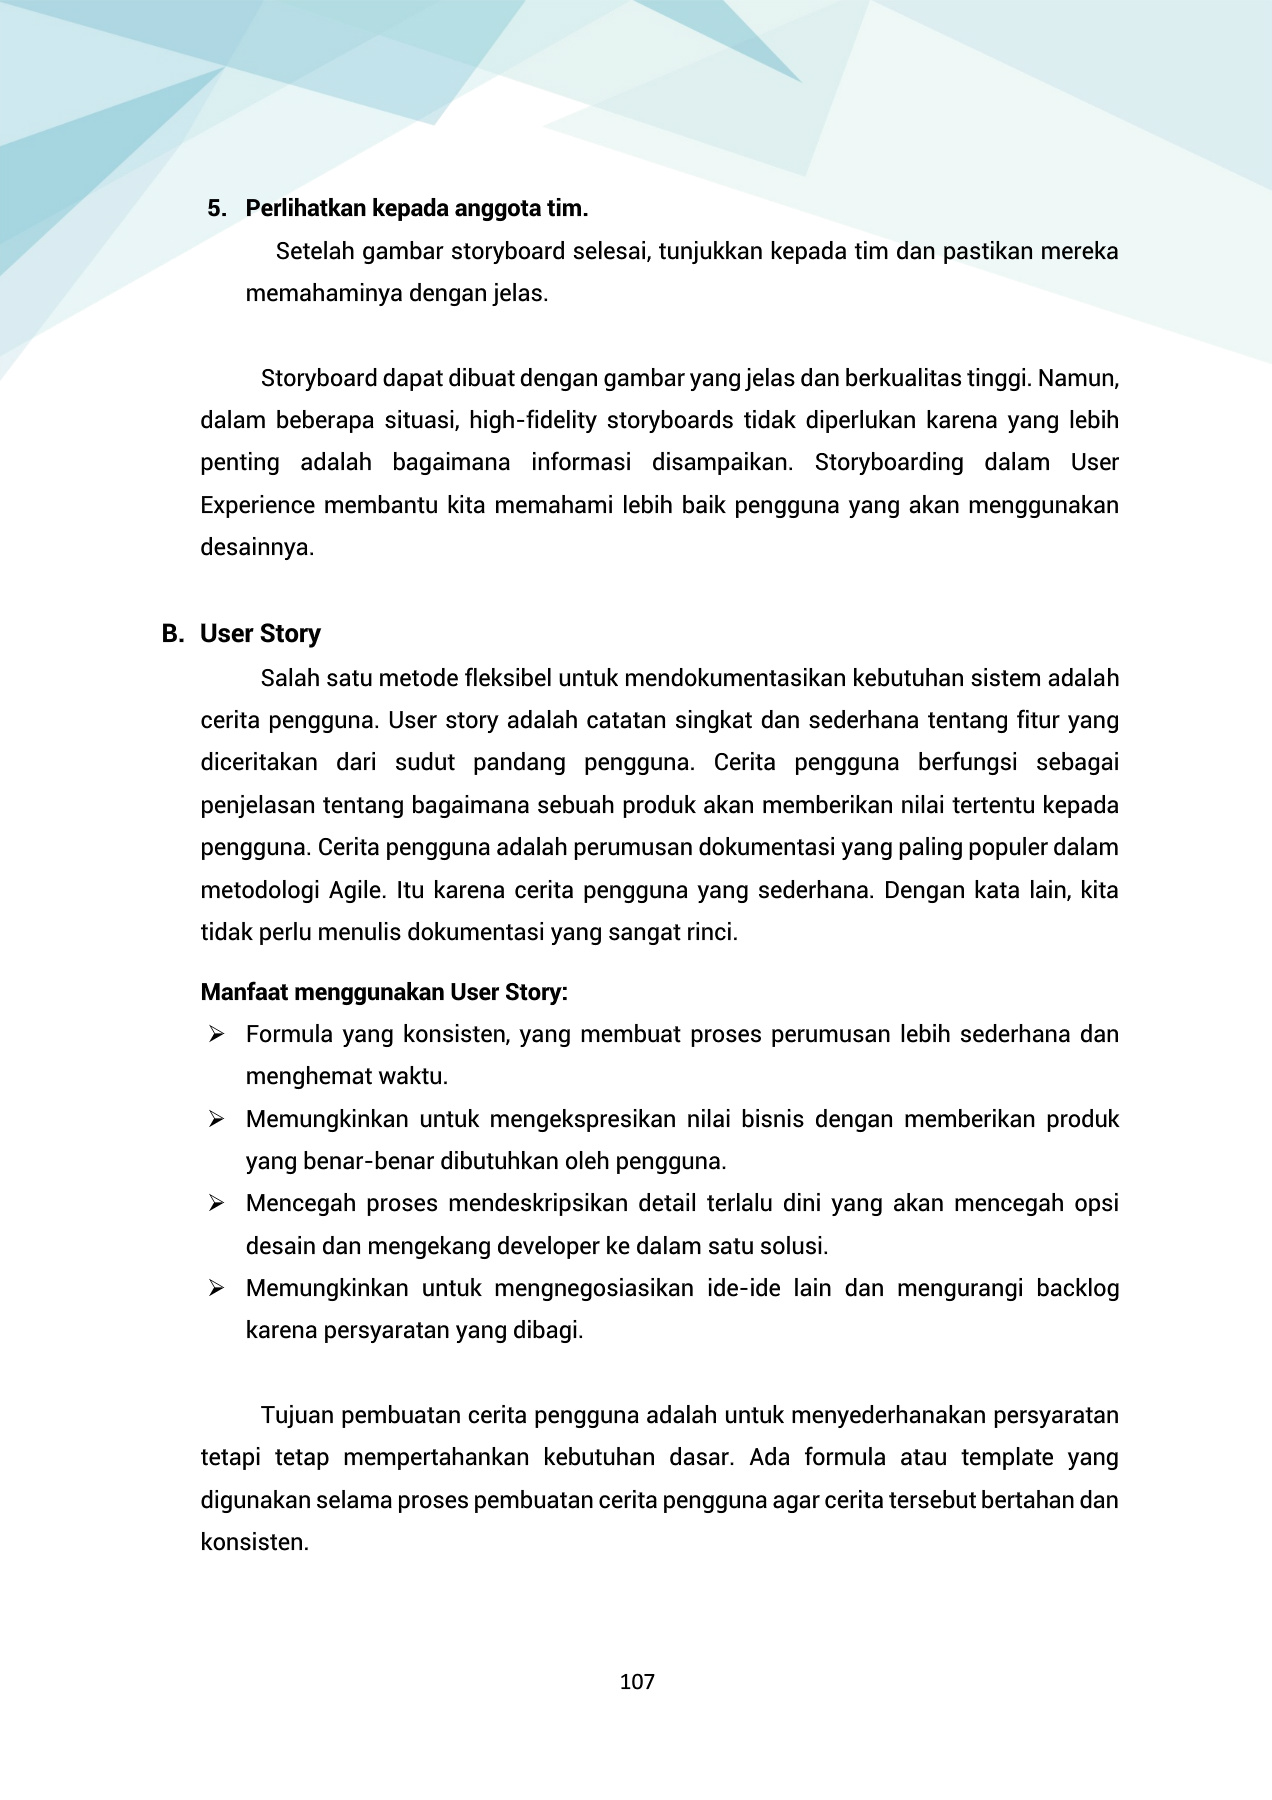 5. Perlihatkan kepada anggota tim.
Setelah gambar storyboard selesai, tunjukkan kepada tim dan pastikan mereka
memahaminya dengan jelas.
Storyboard dapat dibuat dengan gambar yang jelas dan berkualitas tinggi. Namun,
dalam beberapa situasi, high-fidelity storyboards tidak diperlukan karena yang lebih
penting adalah bagaimana informasi disampaikan. Storyboarding dalam User
Experience membantu kita memahami lebih baik pengguna yang akan menggunakan
desainnya.
B. User Story
Salah satu metode fleksibel untuk mendokumentasikan kebutuhan sistem adalah
cerita pengguna. User story adalah catatan singkat dan sederhana tentang fitur yang
diceritakan dari sudut pandang pengguna. Cerita pengguna berfungsi sebagai
penjelasan tentang bagaimana sebuah produk akan memberikan nilai tertentu kepada
pengguna. Cerita pengguna adalah perumusan dokumentasi yang paling populer dalam
metodologi Agile. Itu karena cerita pengguna yang sederhana. Dengan kata lain, kita
tidak perlu menulis dokumentasi yang sangat rinci.
Manfaat menggunakan User Story:
➢ Formula yang konsisten, yang membuat proses perumusan lebih sederhana dan
menghemat waktu.
➢ Memungkinkan untuk mengekspresikan nilai bisnis dengan memberikan produk
yang benar-benar dibutuhkan oleh pengguna.
➢ Mencegah proses mendeskripsikan detail terlalu dini yang akan mencegah opsi
desain dan mengekang developer ke dalam satu solusi.
➢ Memungkinkan untuk mengnegosiasikan ide-ide lain dan mengurangi backlog
karena persyaratan yang dibagi.
Tujuan pembuatan cerita pengguna adalah untuk menyederhanakan persyaratan
tetapi tetap mempertahankan kebutuhan dasar. Ada formula atau template yang
digunakan selama proses pembuatan cerita pengguna agar cerita tersebut bertahan dan
konsisten.
107